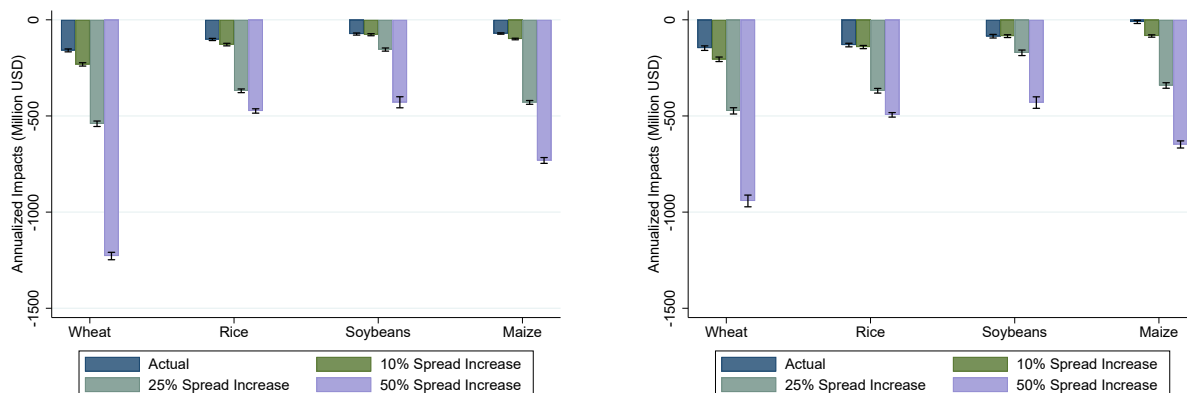 Annualized Impacts (Million USD)
0
-500
-1000
-1500
Wheat Rice Soybeans Maize
Actual 10% Spread Increase
25% Spread Increase 50% Spread Increase
Annualized Impacts (Million USD)
0
-500
-1000
-1500
Wheat Rice Soybeans Maize
Actual 10% Spread Increase
25% Spread Increase 50% Spread Increase